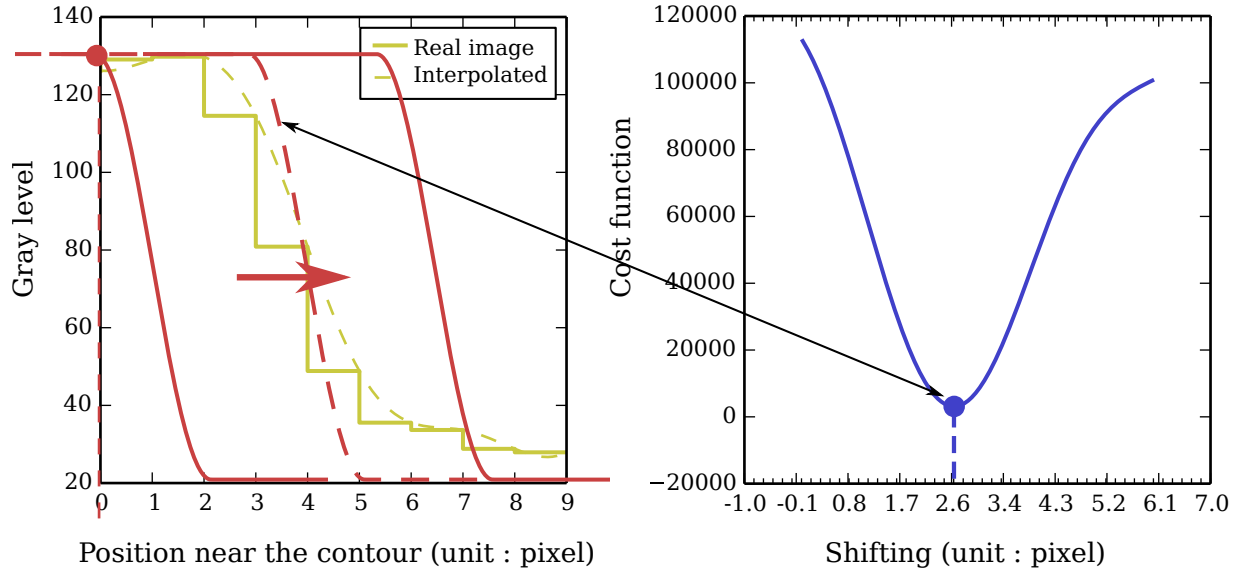 140
120
100
80
60
40
20
0 1 2 3 4 5 6 7 8 9
Gray level
Position near the contour (unit : pixel)
Real image
Interpolated
120000
100000
80000
60000
40000
20000
0
−20000
-1.0 -0.1 0.8 1.7 2.6 3.4 4.3 5.2 6.1 7.0
Cost function
Shifting (unit : pixel)